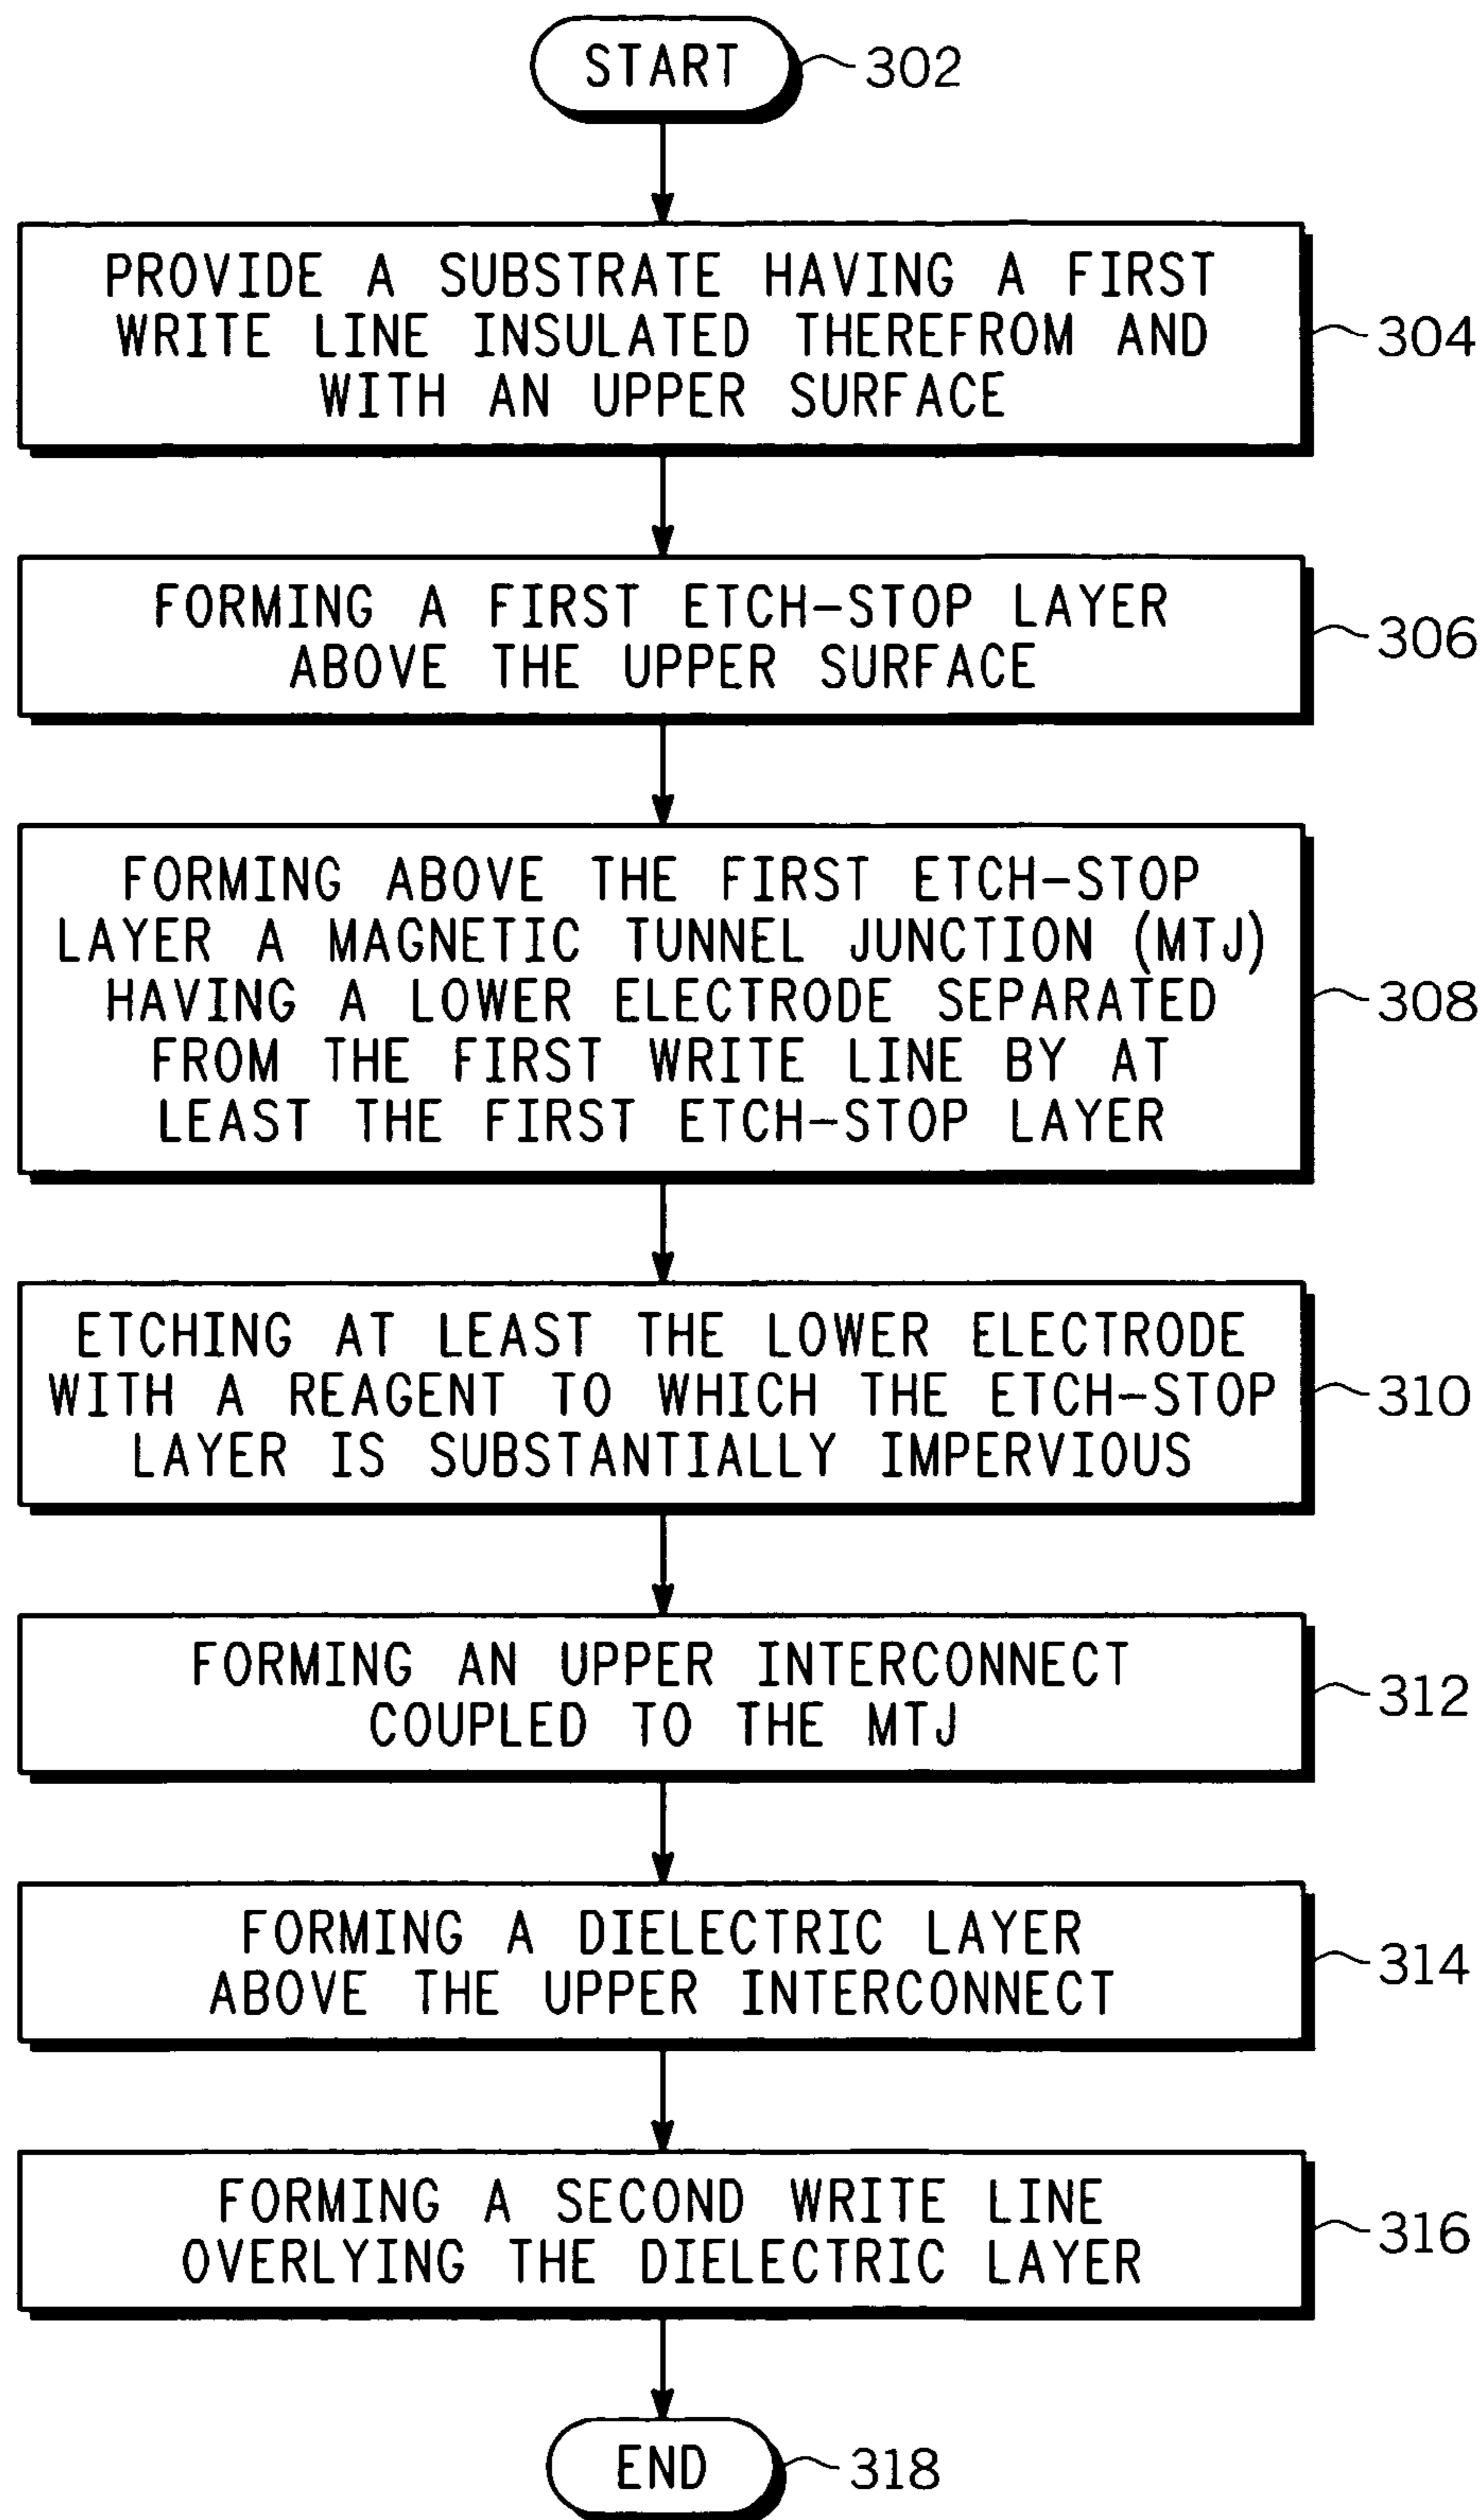 START
302
PROVIDE A SUBSTRATE HAVING A FIRST
WRITE LINE INSULATED THEREFROM AND
WITH AN UPPER SURFACE
304
FORMING A FIRST ETCH-STOP LAYER
ABOVE THE UPPER SURFACE
306
FORMING ABOVE THE FIRST ETCH-STOP
LAYER A MAGNETIC TUNNEL JUNCTION (MTJ)
HAVING A LOWER ELECTRODE SEPARATED
FROM THE FIRST WRITE LINE BY AT
LEAST THE FIRST ETCH-STOP LAYER
308
ETCHING AT LEAST THE LOWER ELECTRODE
WITH A REAGENT TO WHICH THE ETCH-STOP
LAYER IS SUBSTANTIALLY IMPERVIOUS
310
FORMING AN UPPER INTERCONNECT
COUPLED TO THE MTJ
312
FORMING A DIELECTRIC LAYER
ABOVE THE UPPER INTERCONNECT
314
FORMING A SECOND WRITE LINE
OVERLYING THE DIELECTRIC LAYER
316
END
318